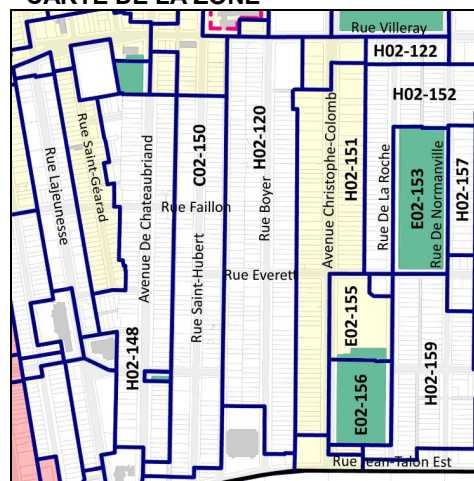 CARTE DE LA ZONE
Rue Villeray
H02-122
H02-152
Rue Lajeunesse
Rue Saint-Géarad
Avenue De Chateaubriand
C02-150
H02-120
Rue Boyer
Avenue Christophe-Colomb
H02-151
Rue De La Roche
E02-153
Rue De Normanville
H02-157
Rue Faillon
Rue Saint-Hubert
Rue Everett
E02-155
H02-148
E02-156
H02-159
Rue Jean-Talon Est